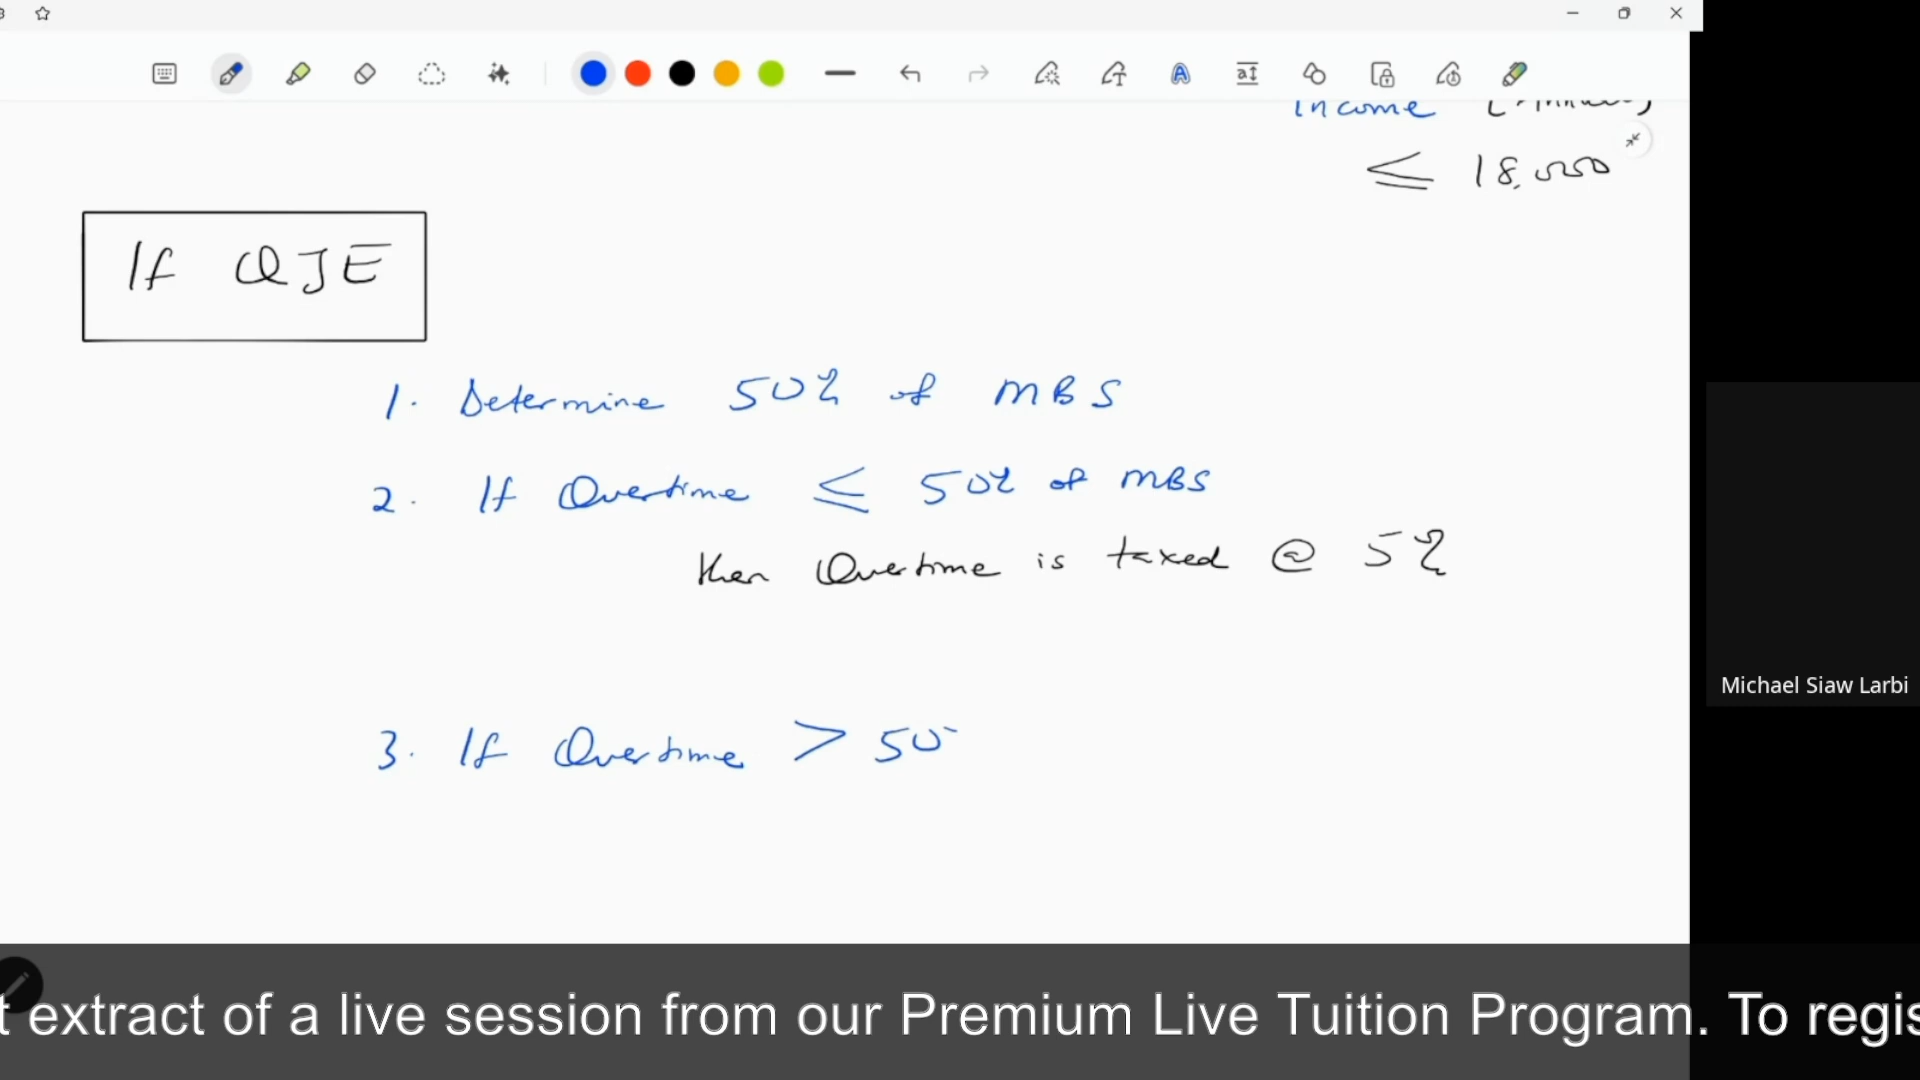 Income
≤ 18,000
If QJE
1. Determine 50% of MBS
2. If Overtime ≤ 50% of MBS
then Overtime is taxed @ 5%
3. If Overtime > 50
Michael Siaw Larbi
t extract of a live session from our Premium Live Tuition Program. To regis